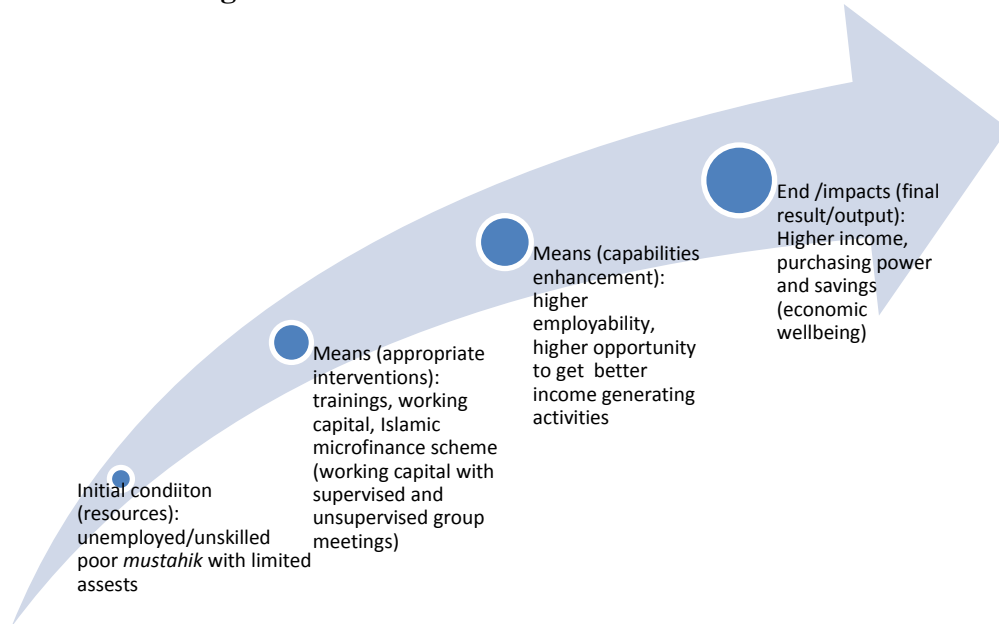 Initial condiiton
(resources):
unemployed/unskilled
poor mustahik with limited
assests
Means (appropriate
interventions):
trainings, working
capital, Islamic
microfinance scheme
(working capital with
supervised and
unsupervised group
meetings)
Means (capabilities
enhancement):
higher
employability,
higher opportunity
to get better
income generating
activities
End /impacts (final
result/output):
Higher income,
purchasing power
and savings
(economic
wellbeing)